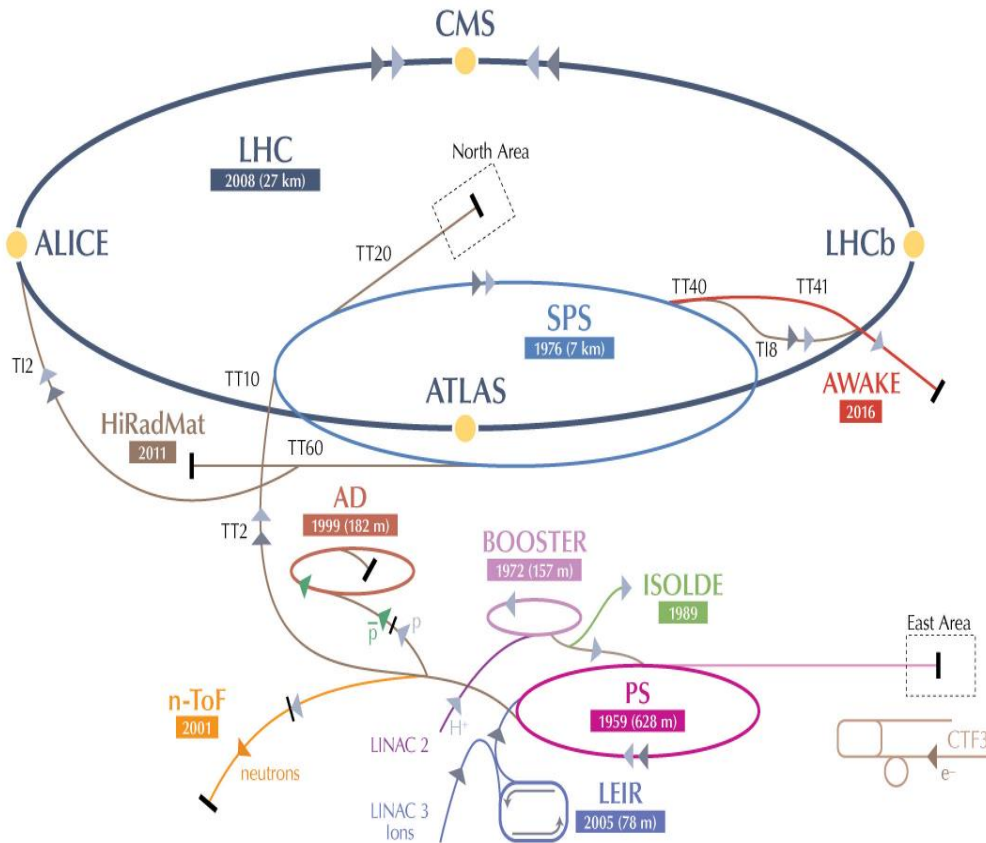 CMS
LHC
2008 (27 km)
North Area
ALICE
LHCb
TT20
TT40
TT41
SPS
1976 (7 km)
TI2
TI8
TT10
ATLAS
AWAKE
2016
HiRadMat
2011
TT60
AD
1999 (182 m)
TT2
BOOSTER
1972 (157 m)
ISOLDE
1989
p̅
p
East Area
n-ToF
2001
PS
1959 (628 m)
H⁺
LINAC 2
neutrons
CTF3
e⁻
LEIR
2005 (78 m)
LINAC 3
Ions